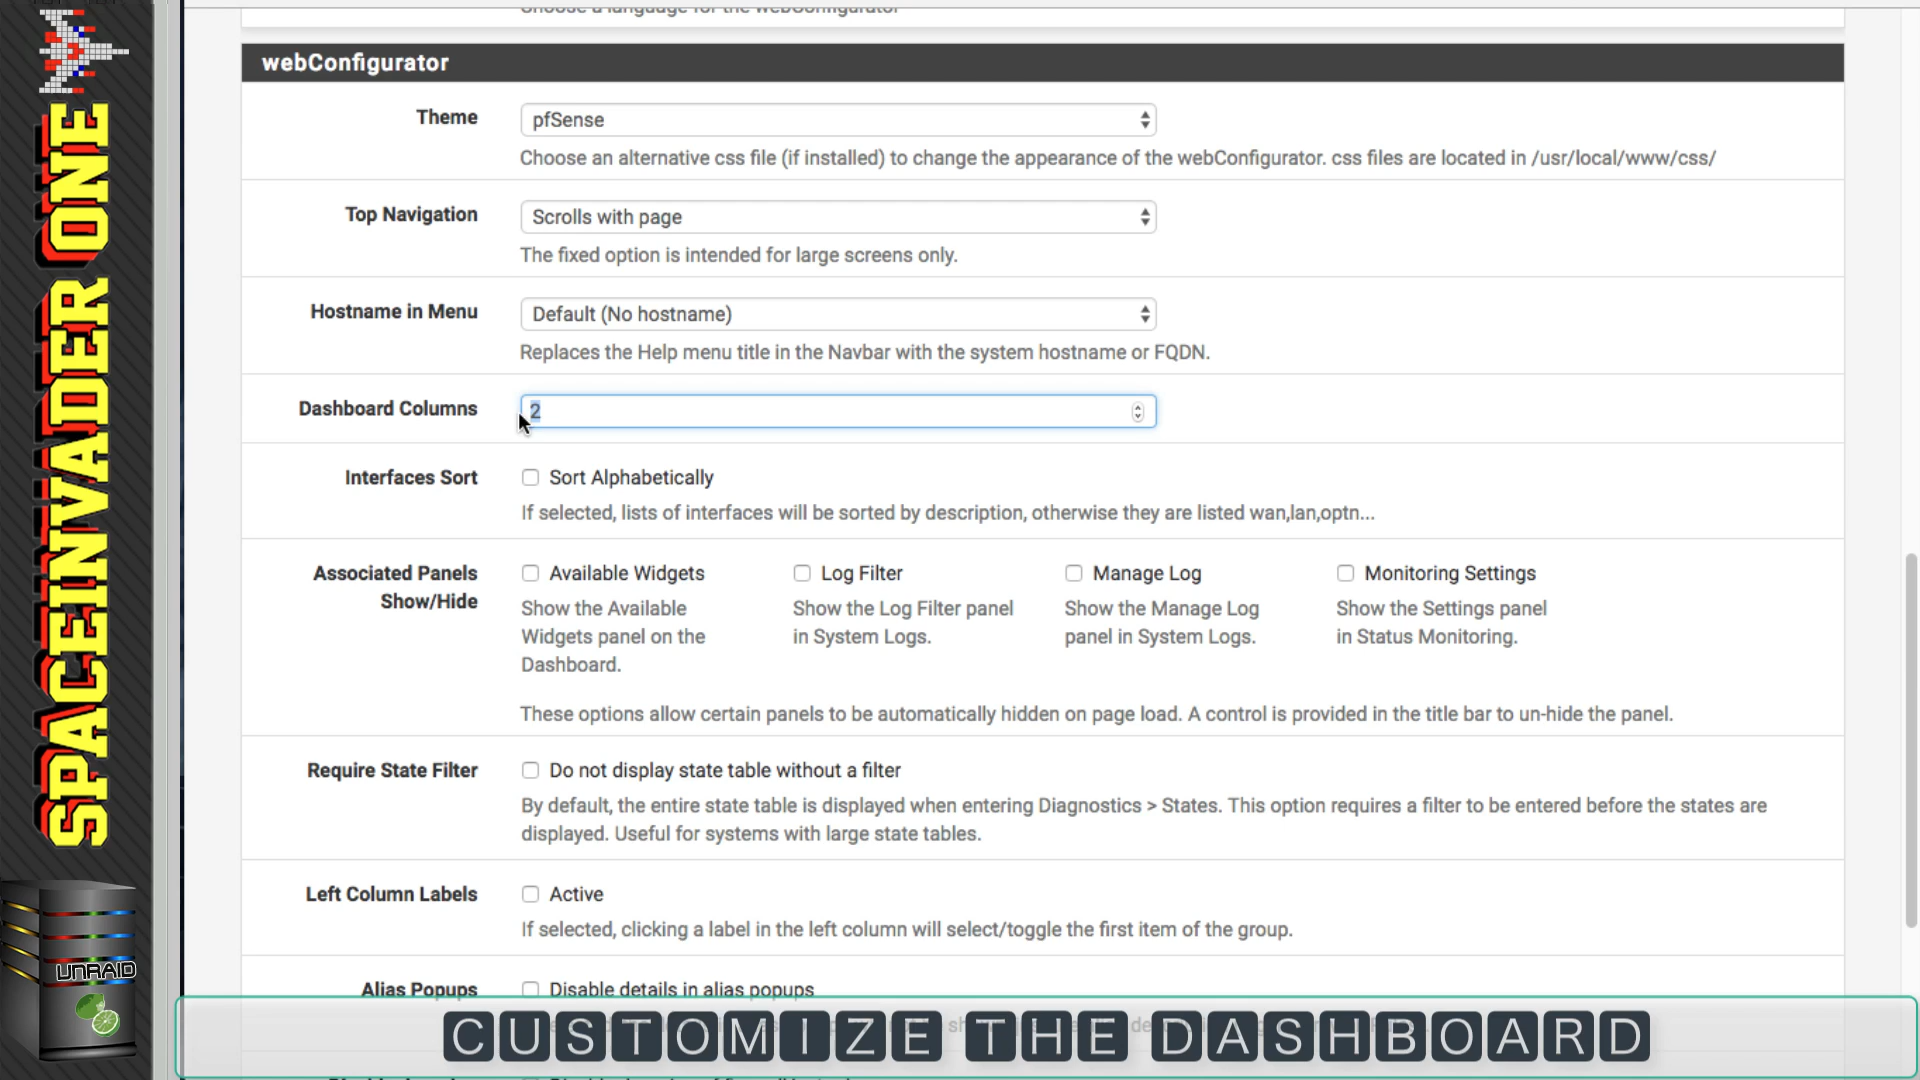 Choose a language for the webConfigurator
webConfigurator
Theme
pfSense
Choose an alternative css file (if installed) to change the appearance of the webConfigurator. css files are located in /usr/local/www/css/
Top Navigation
Scrolls with page
The fixed option is intended for large screens only.
Hostname in Menu
Default (No hostname)
Replaces the Help menu title in the Navbar with the system hostname or FQDN.
Dashboard Columns
2
Interfaces Sort
Sort Alphabetically
If selected, lists of interfaces will be sorted by description, otherwise they are listed wan,lan,optn...
Associated Panels
Show/Hide
Available Widgets
Show the Available
Widgets panel on the
Dashboard.
Log Filter
Show the Log Filter panel
in System Logs.
Manage Log
Show the Manage Log
panel in System Logs.
Monitoring Settings
Show the Settings panel
in Status Monitoring.
These options allow certain panels to be automatically hidden on page load. A control is provided in the title bar to un-hide the panel.
Require State Filter
Do not display state table without a filter
By default, the entire state table is displayed when entering Diagnostics > States. This option requires a filter to be entered before the states are
displayed. Useful for systems with large state tables.
Left Column Labels
Active
If selected, clicking a label in the left column will select/toggle the first item of the group.
Alias Popups
Disable details in alias popups
CUSTOMIZE THE DASHBOARD
SPACEINVADER ONE
UNRAID